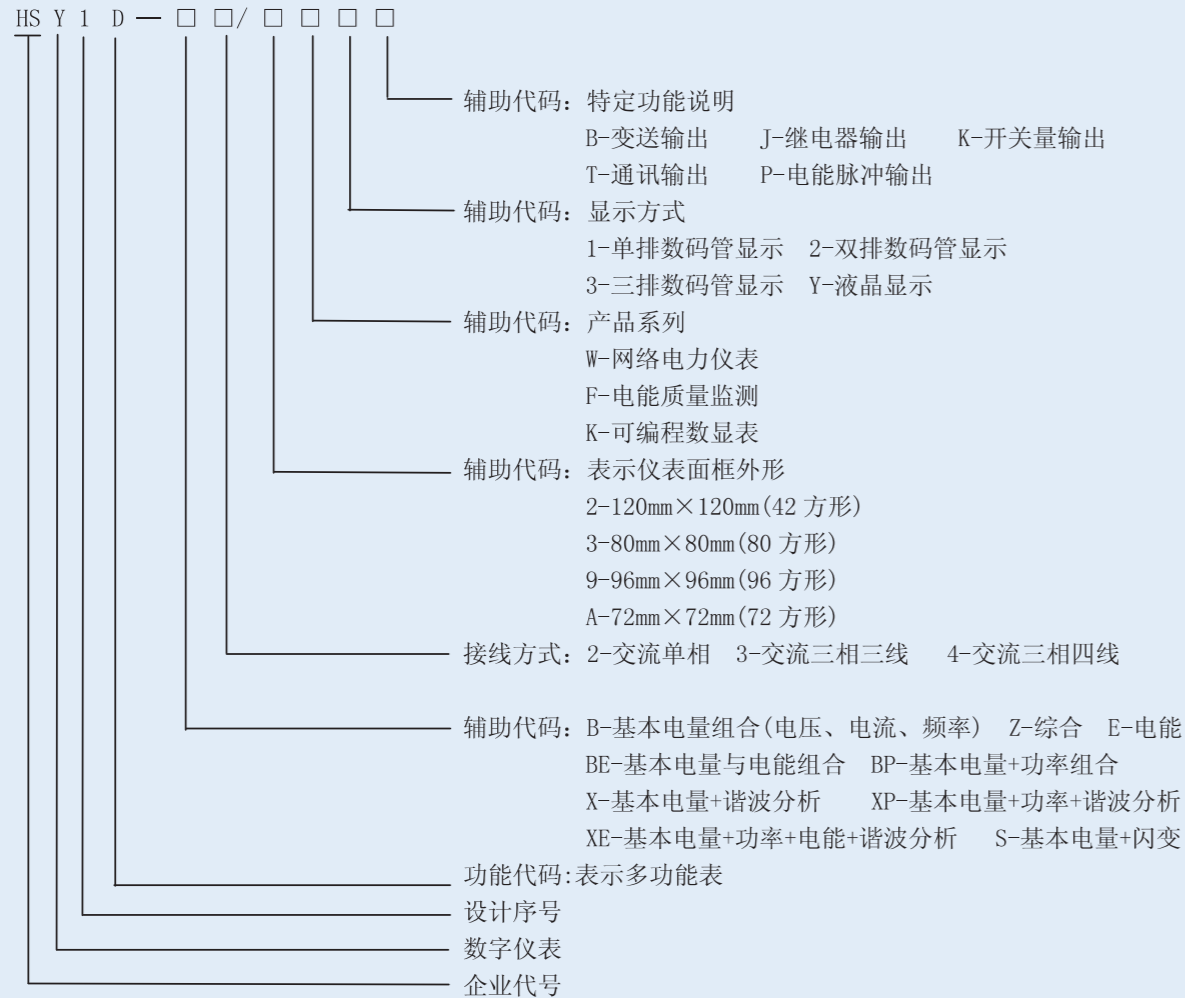 HS Y 1 D — □ □/ □ □ □ □
辅助代码：特定功能说明
B-变送输出 J-继电器输出 K-开关量输出
T-通讯输出 P-电能脉冲输出
辅助代码：显示方式
1-单排数码管显示 2-双排数码管显示
3-三排数码管显示 Y-液晶显示
辅助代码：产品系列
W-网络电力仪表
F-电能质量监测
K-可编程数显表
辅助代码：表示仪表面框外形
2-120mm×120mm(42 方形)
3-80mm×80mm(80 方形)
9-96mm×96mm(96 方形)
A-72mm×72mm(72 方形)
接线方式：2-交流单相 3-交流三相三线 4-交流三相四线
辅助代码：B-基本电量组合(电压、电流、频率) Z-综合 E-电能
BE-基本电量与电能组合 BP-基本电量+功率组合
X-基本电量+谐波分析 XP-基本电量+功率+谐波分析
XE-基本电量+功率+电能+谐波分析 S-基本电量+闪变
功能代码:表示多功能表
设计序号
数字仪表
企业代号